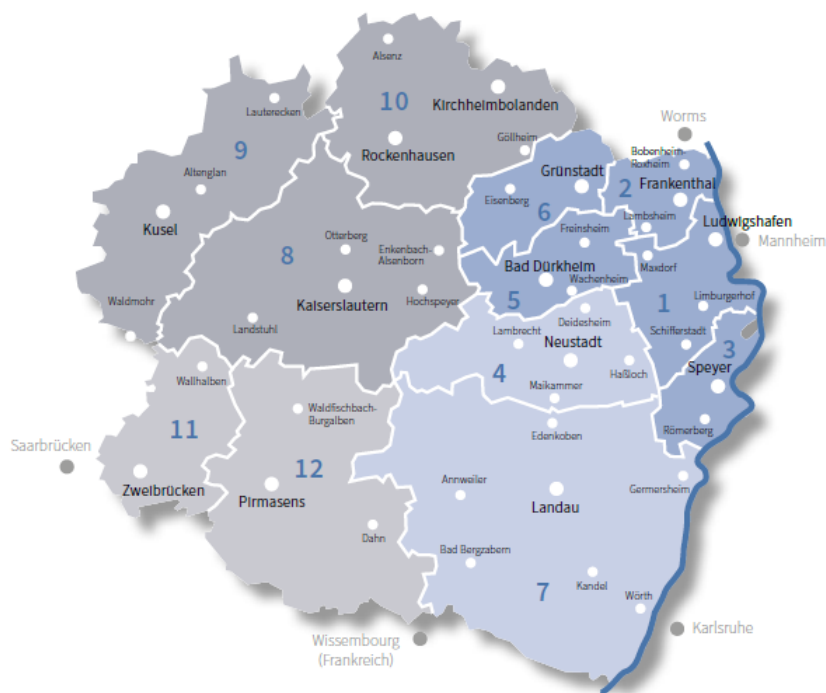 Alsenz
10
Kirchheimbolanden
Lauterecken
Worms
9
Göllheim
Rockenhausen
Bobenheim-
Roxheim
Grünstadt
Altenglan
2
Frankenthal
Eisenberg
6
Kusel
Lambsheim
Ludwigshafen
Freinsheim
Otterberg
Mannheim
8
Enkenbach-
Alsenborn
Bad Dürkheim
Maxdorf
Wachenheim
Hochspeyer
Limburgerhof
Waldmohr
Kaiserslautern
5
1
Deidesheim
Landstuhl
Lambrecht
Schifferstadt
Neustadt
3
Speyer
4
Haßloch
Wallhalben
Maikammer
Waldfischbach-
Burgalben
11
Edenkoben
Römerberg
Saarbrücken
12
Annweiler
Germersheim
Zweibrücken
Pirmasens
Landau
Dahn
Bad Bergzabern
7
Kandel
Wörth
Wissembourg
(Frankreich)
Karlsruhe